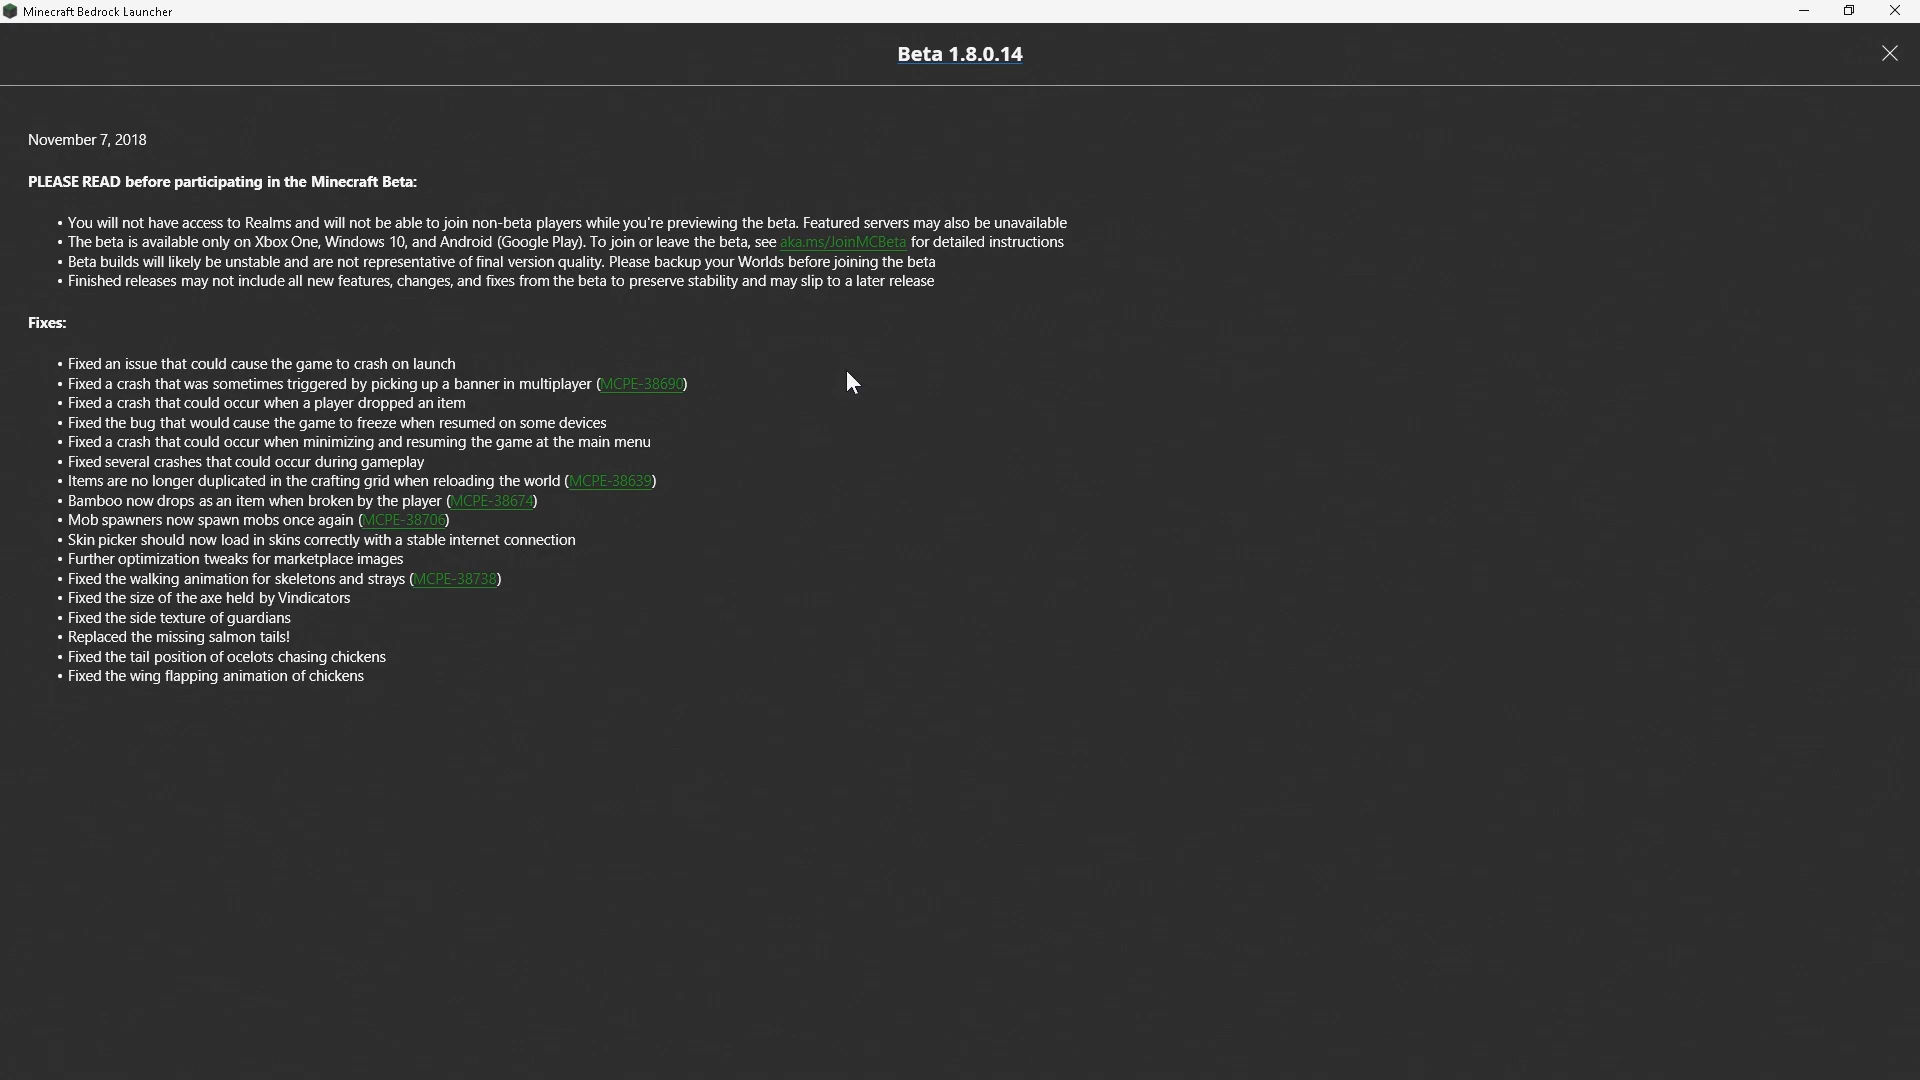 Minecraft Bedrock Launcher
Beta 1.8.0.14
November 7, 2018
PLEASE READ before participating in the Minecraft Beta:
• You will not have access to Realms and will not be able to join non-beta players while you're previewing the beta. Featured servers may also be unavailable
• The beta is available only on Xbox One, Windows 10, and Android (Google Play). To join or leave the beta, see aka.ms/JoinMCBeta for detailed instructions
• Beta builds will likely be unstable and are not representative of final version quality. Please backup your Worlds before joining the beta
• Finished releases may not include all new features, changes, and fixes from the beta to preserve stability and may slip to a later release
Fixes:
• Fixed an issue that could cause the game to crash on launch
• Fixed a crash that was sometimes triggered by picking up a banner in multiplayer (MCPE-38690)
• Fixed a crash that could occur when a player dropped an item
• Fixed the bug that would cause the game to freeze when resumed on some devices
• Fixed a crash that could occur when minimizing and resuming the game at the main menu
• Fixed several crashes that could occur during gameplay
• Items are no longer duplicated in the crafting grid when reloading the world (MCPE-38639)
• Bamboo now drops as an item when broken by the player (MCPE-38674)
• Mob spawners now spawn mobs once again (MCPE-38706)
• Skin picker should now load in skins correctly with a stable internet connection
• Further optimization tweaks for marketplace images
• Fixed the walking animation for skeletons and strays (MCPE-38738)
• Fixed the size of the axe held by Vindicators
• Fixed the side texture of guardians
• Replaced the missing salmon tails!
• Fixed the tail position of ocelots chasing chickens
• Fixed the wing flapping animation of chickens